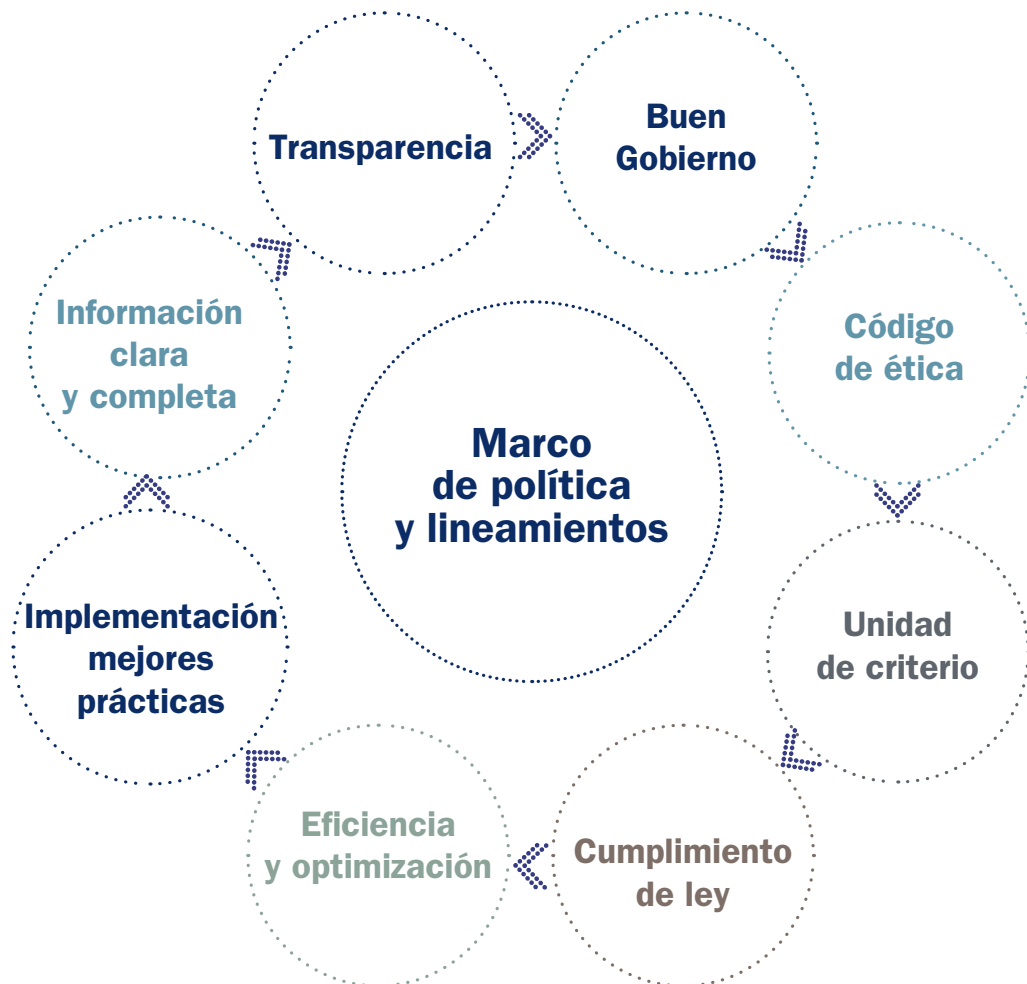 Transparencia
Buen
Gobierno
Código
de ética
Unidad
de criterio
Cumplimiento
de ley
Eficiencia
y optimización
Implementación
mejores
prácticas
Información
clara
y completa
Marco
de política
y lineamientos